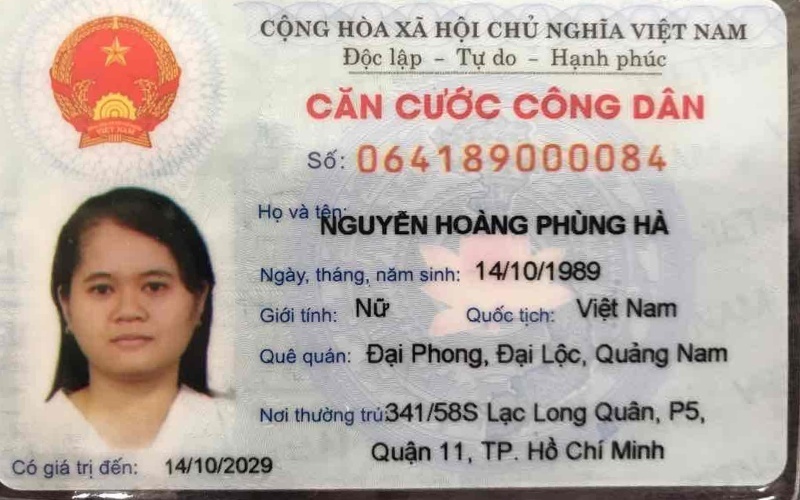 CỘNG HÒA XÃ HỘI CHỦ NGHĨA VIỆT NAM
Độc lập - Tự do - Hạnh phúc
CĂN CƯỚC CÔNG DÂN
Số: 064189000084
Họ và tên: NGUYỄN HOÀNG PHÙNG HÀ
Ngày, tháng, năm sinh: 14/10/1989
Giới tính: Nữ Quốc tịch: Việt Nam
Quê quán: Đại Phong, Đại Lộc, Quảng Nam
Nơi thường trú: 341/58S Lạc Long Quân, P5,
Quận 11, TP. Hồ Chí Minh
Có giá trị đến: 14/10/2029
VIỆT NAM